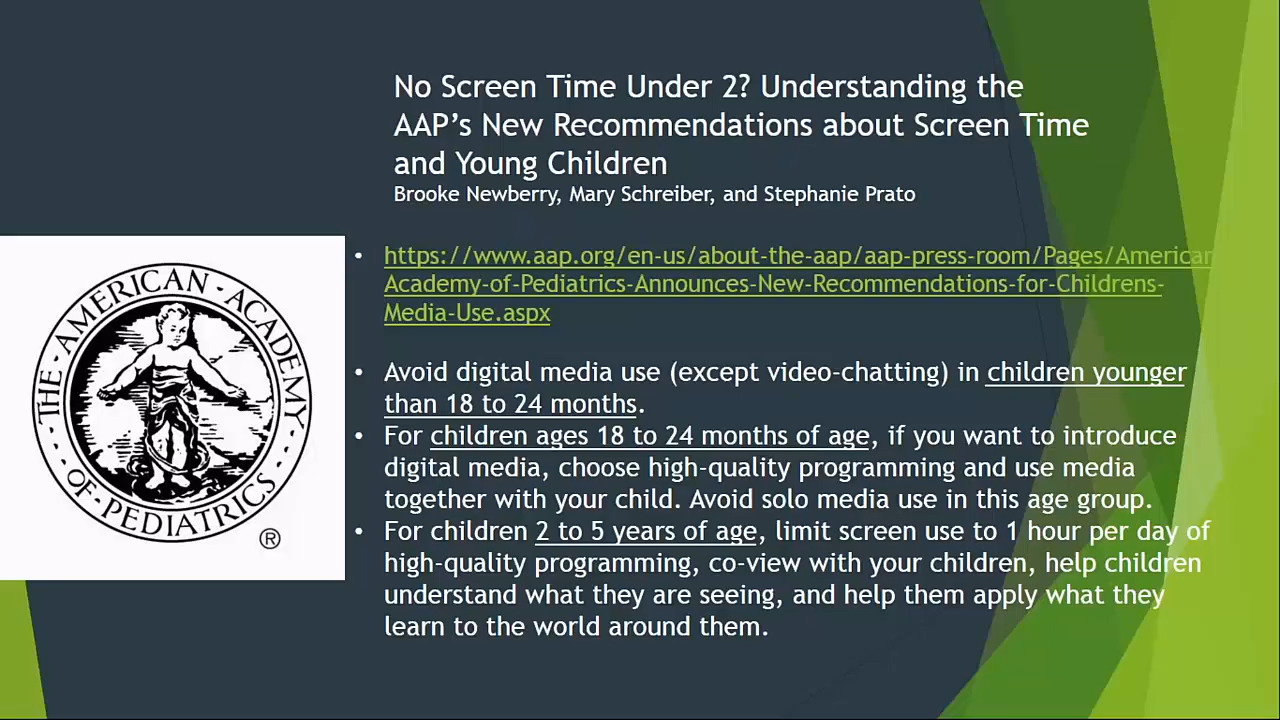 No Screen Time Under 2? Understanding the
AAP’s New Recommendations about Screen Time
and Young Children
Brooke Newberry, Mary Schreiber, and Stephanie Prato
THE · AMERICAN · ACADEMY · OF · PEDIATRICS ·
®
• https://www.aap.org/en-us/about-the-aap/aap-press-room/Pages/American
Academy-of-Pediatrics-Announces-New-Recommendations-for-Childrens-
Media-Use.aspx
• Avoid digital media use (except video-chatting) in children younger
than 18 to 24 months.
• For children ages 18 to 24 months of age, if you want to introduce
digital media, choose high-quality programming and use media
together with your child. Avoid solo media use in this age group.
• For children 2 to 5 years of age, limit screen use to 1 hour per day of
high-quality programming, co-view with your children, help children
understand what they are seeing, and help them apply what they
learn to the world around them.